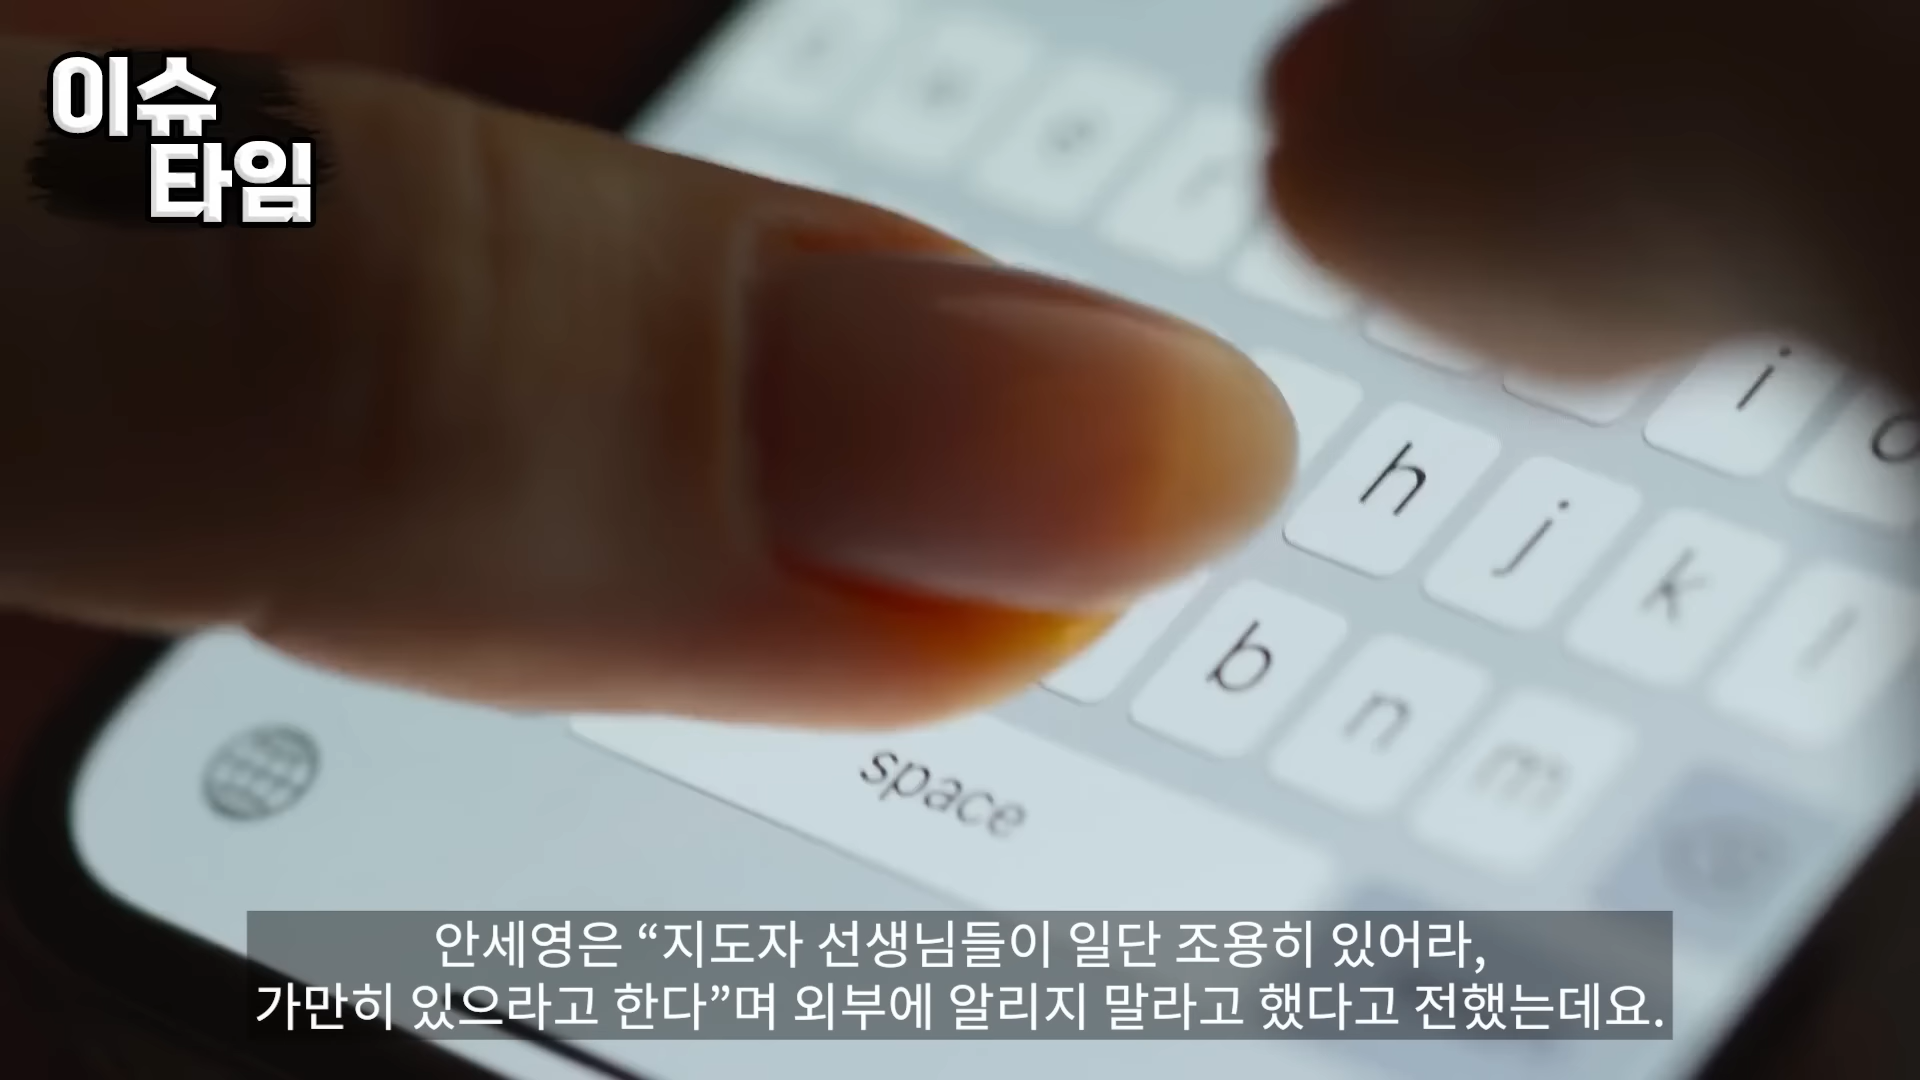 이슈
타임
i
o
h
j
k
l
b
n
m
space
안세영은 “지도자 선생님들이 일단 조용히 있어라,
가만히 있으라고 한다”며 외부에 알리지 말라고 했다고 전했는데요.